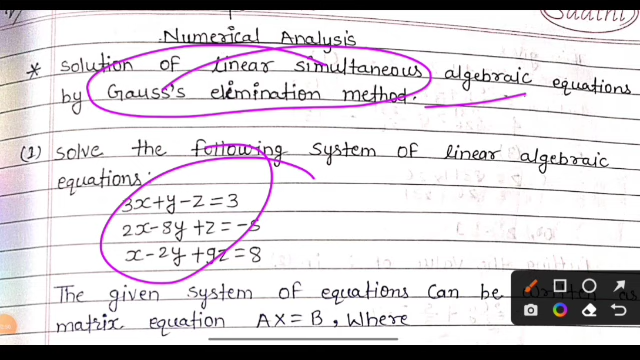 Numerical Analysis
* Solution of linear simultaneous algebraic equations
by Gauss's elimination method.
(1) Solve the following system of linear algebraic
equations:
3x+y-z=3
2x-8y+z=-5
x-2y+9z=8
The given system of equations can be written as
matrix equation AX=B, Where